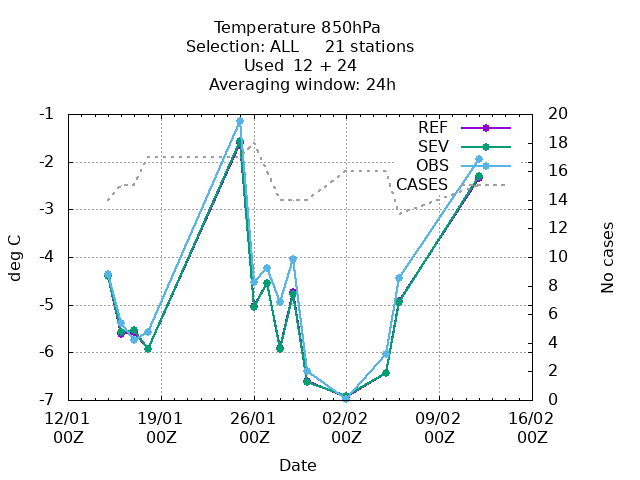 Temperature 850hPa
Selection: ALL     21 stations
Used  12 + 24
Averaging window: 24h
-1
-2
-3
-4
-5
-6
-7
deg C
20
18
16
14
12
10
8
6
4
2
0
No cases
REF
SEV
OBS
CASES
12/01 00Z
19/01 00Z
26/01 00Z
02/02 00Z
09/02 00Z
16/02 00Z
Date